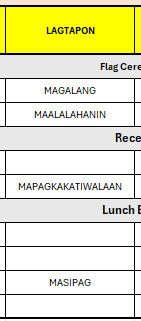 LAGTAPON
Flag Cere
MAGALANG
MAALALAHANIN
Rece
MAPAGKAKATIWALAAN
Lunch
MASIPAG